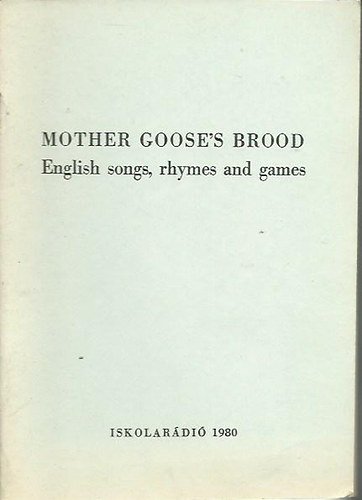 MOTHER GOOSE'S BROOD
English songs, rhymes and games
ISKOLARÁDIÓ 1980